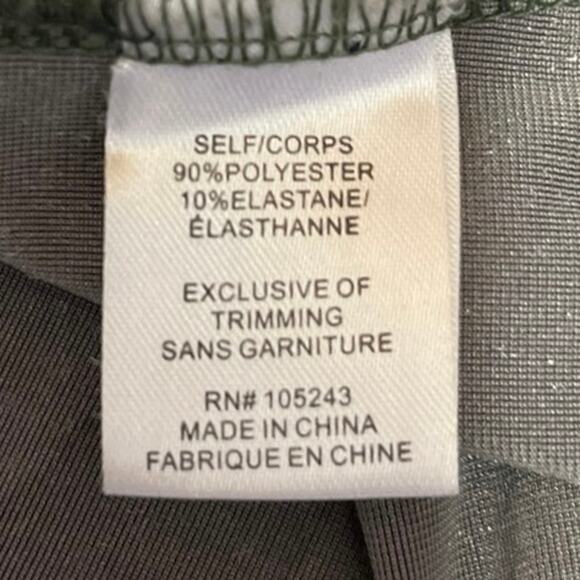 SELF/CORPS
90%POLYESTER
10%ELASTANE/
ÉLASTHANNE
EXCLUSIVE OF
TRIMMING
SANS GARNITURE
RN# 105243
MADE IN CHINA
FABRIQUE EN CHINE